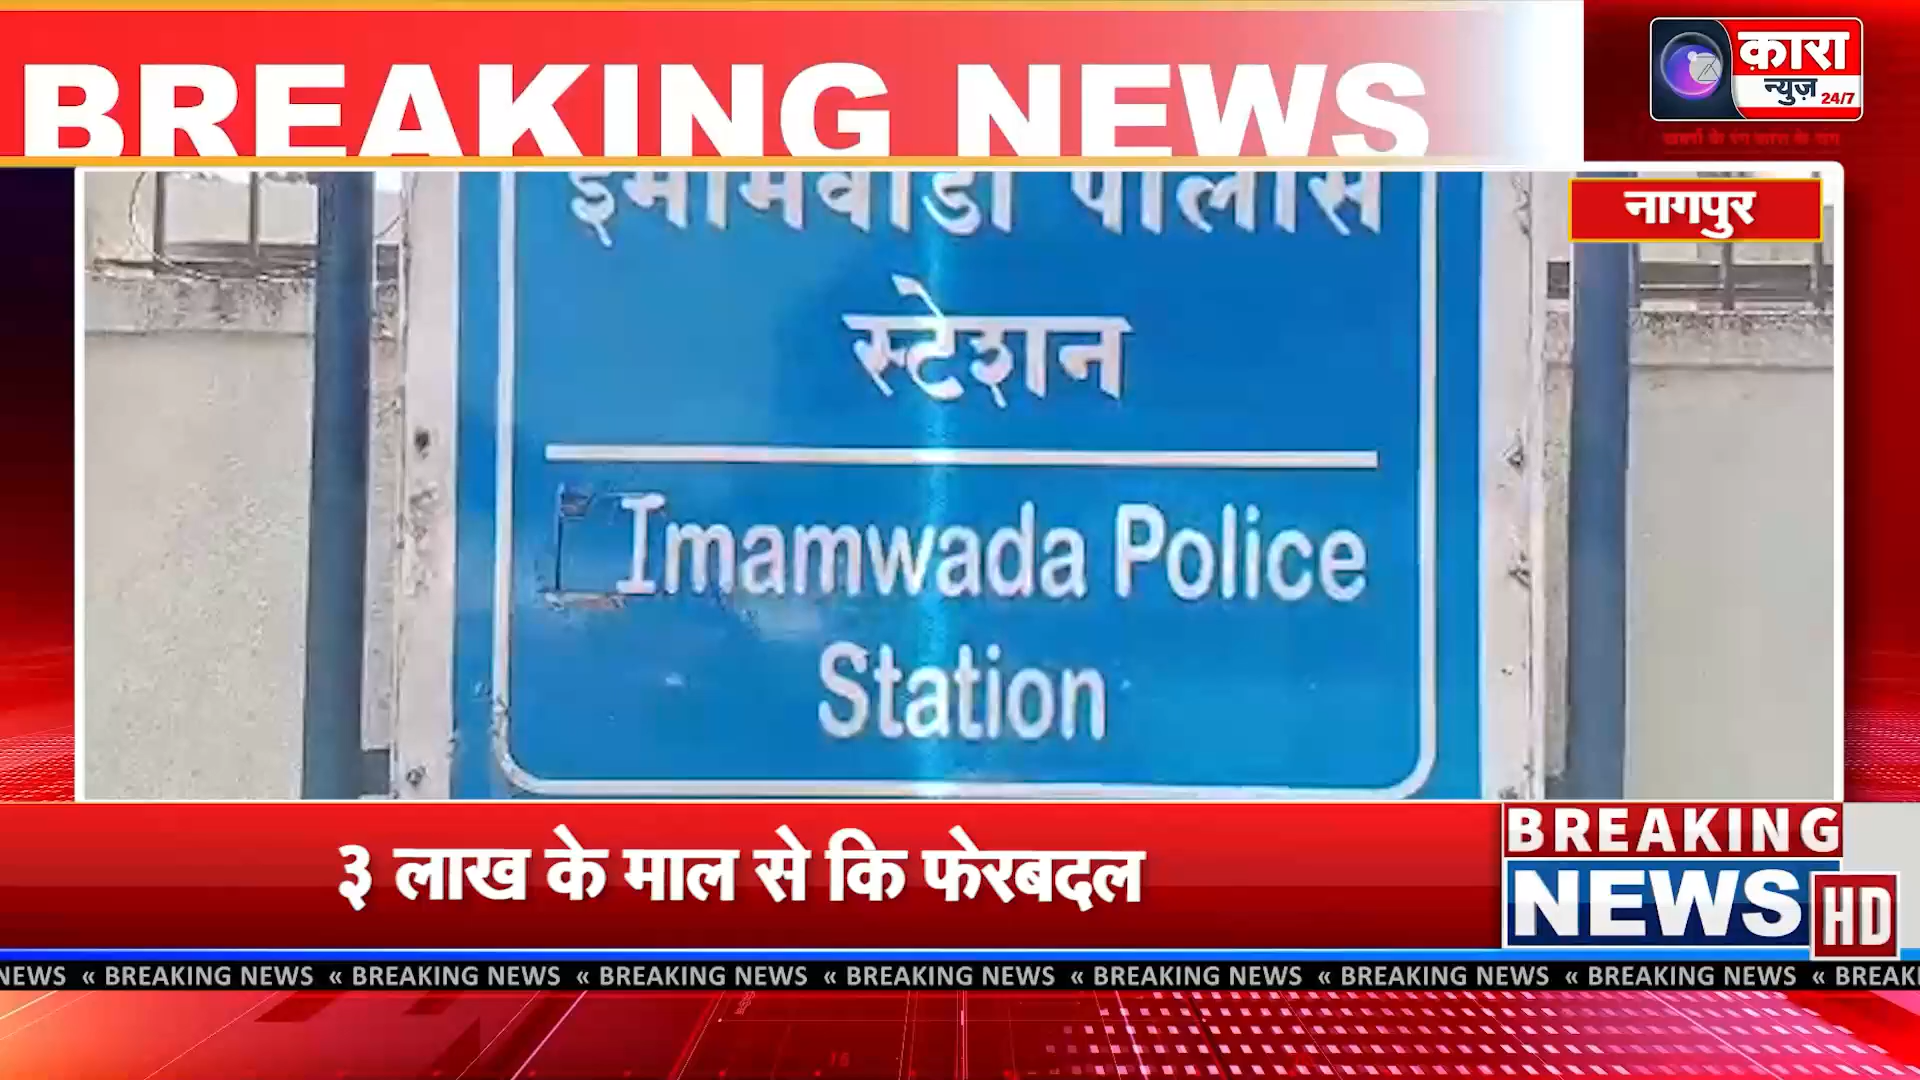 BREAKING NEWS
क़ारा
न्युज़ 24/7
नागपुर
इमामवाडा पोलीस
स्टेशन
Imamwada Police
Station
३ लाख के माल से कि फेरबदल
BREAKING
NEWS HD
NEWS « BREAKING NEWS « BREAKING NEWS « BREAKING NEWS « BREAKING NEWS « BREAKING NEWS « BREAKING NEWS « BREAKING NEWS « BREAKI